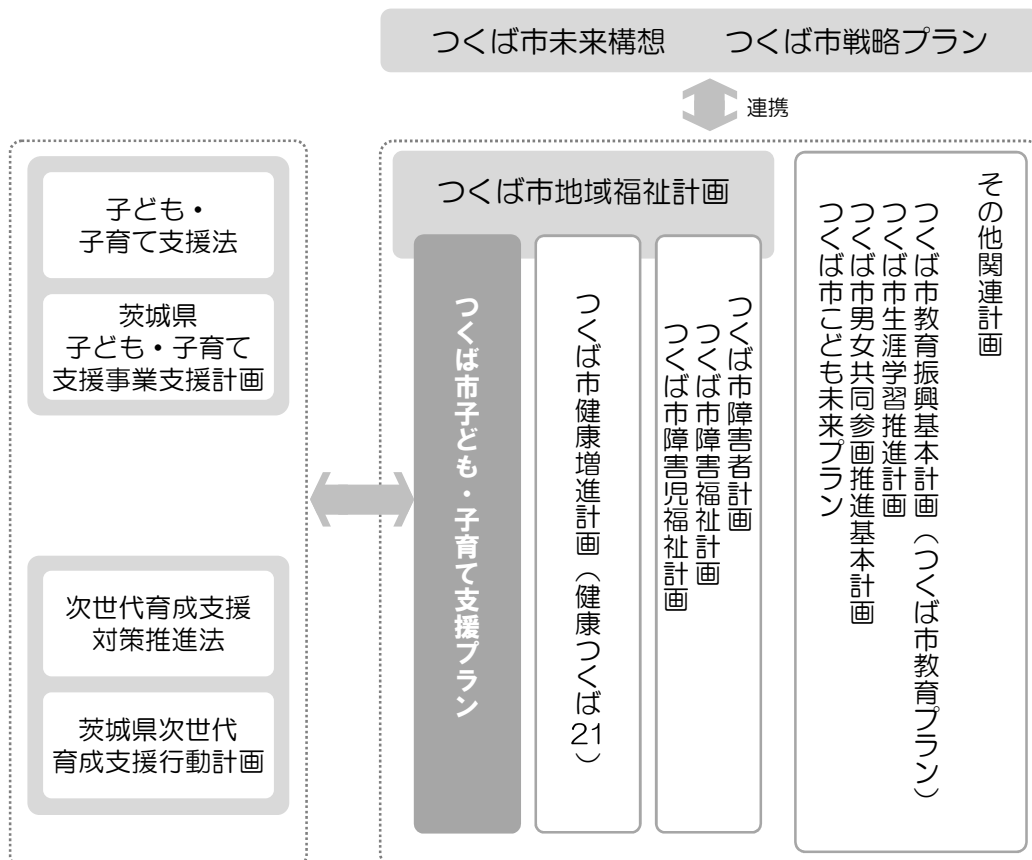 つくば市未来構想　つくば市戦略プラン
連携
子ども・
子育て支援法
茨城県
子ども・子育て
支援事業支援計画
次世代育成支援
対策推進法
茨城県次世代
育成支援行動計画
つくば市地域福祉計画
つくば市子ども・子育て支援プラン
つくば市健康増進計画（健康つくば21）
つくば市障害者計画
つくば市障害福祉計画
つくば市障害児福祉計画
その他関連計画
つくば市教育振興基本計画（つくば市教育プラン）
つくば市生涯学習推進計画
つくば市男女共同参画推進基本計画
つくば市こども未来プラン